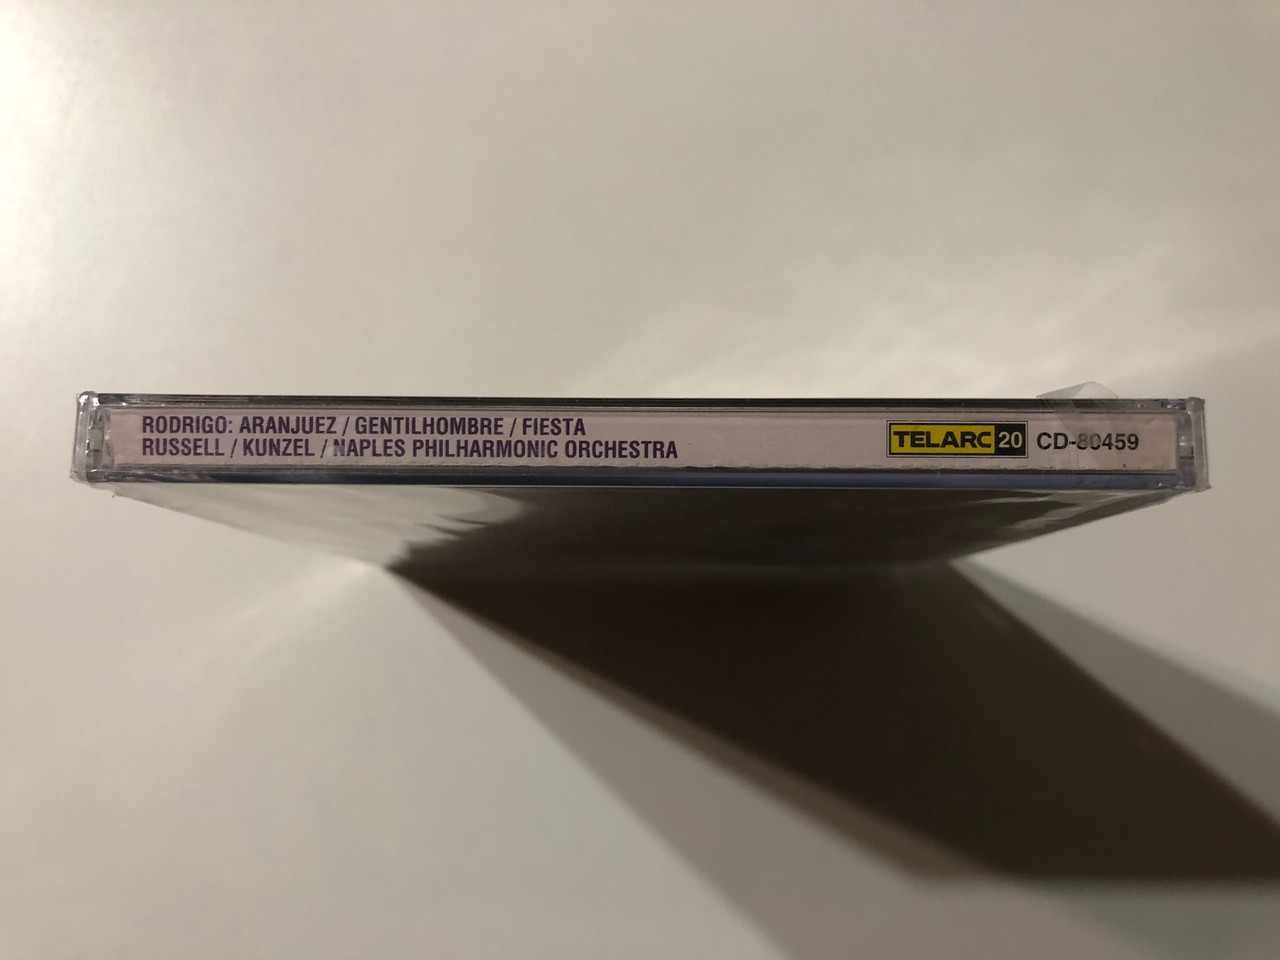 RODRIGO: ARANJUEZ / GENTILHOMBRE / FIESTA
RUSSELL / KUNZEL / NAPLES PHILHARMONIC ORCHESTRA
TELARC 20 CD-80459